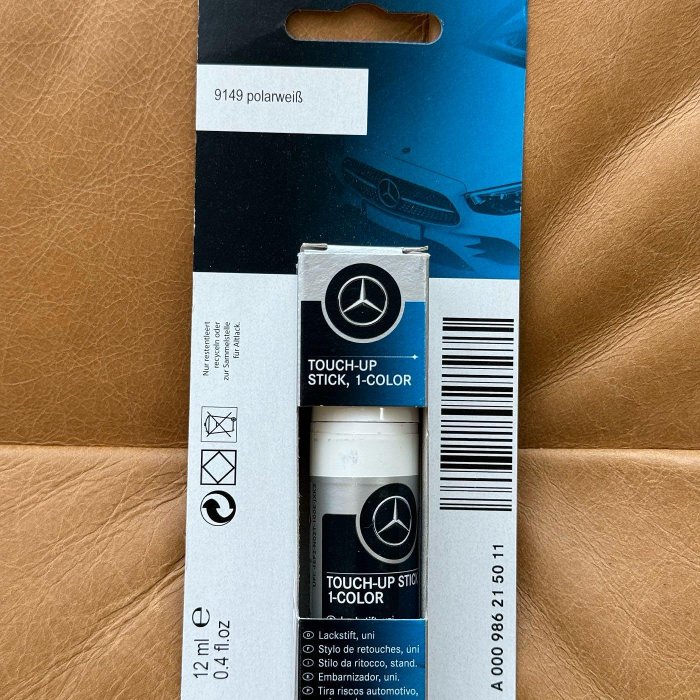 9149 polarweiß
TOUCH-UP
STICK, 1-COLOR
Nur restentleert
recyceln oder
zur Sammelstelle
für Altlack.
12 ml e
0.4 fl.oz
TOUCH-UP STIC
1-COLOR
D Lackstift, uni
F Stylo de retouches, uni
I Stilo da ritocco, stand.
E Embarnizador, uni.
P Tira riscos automotivo,
A 000 986 21 50 11